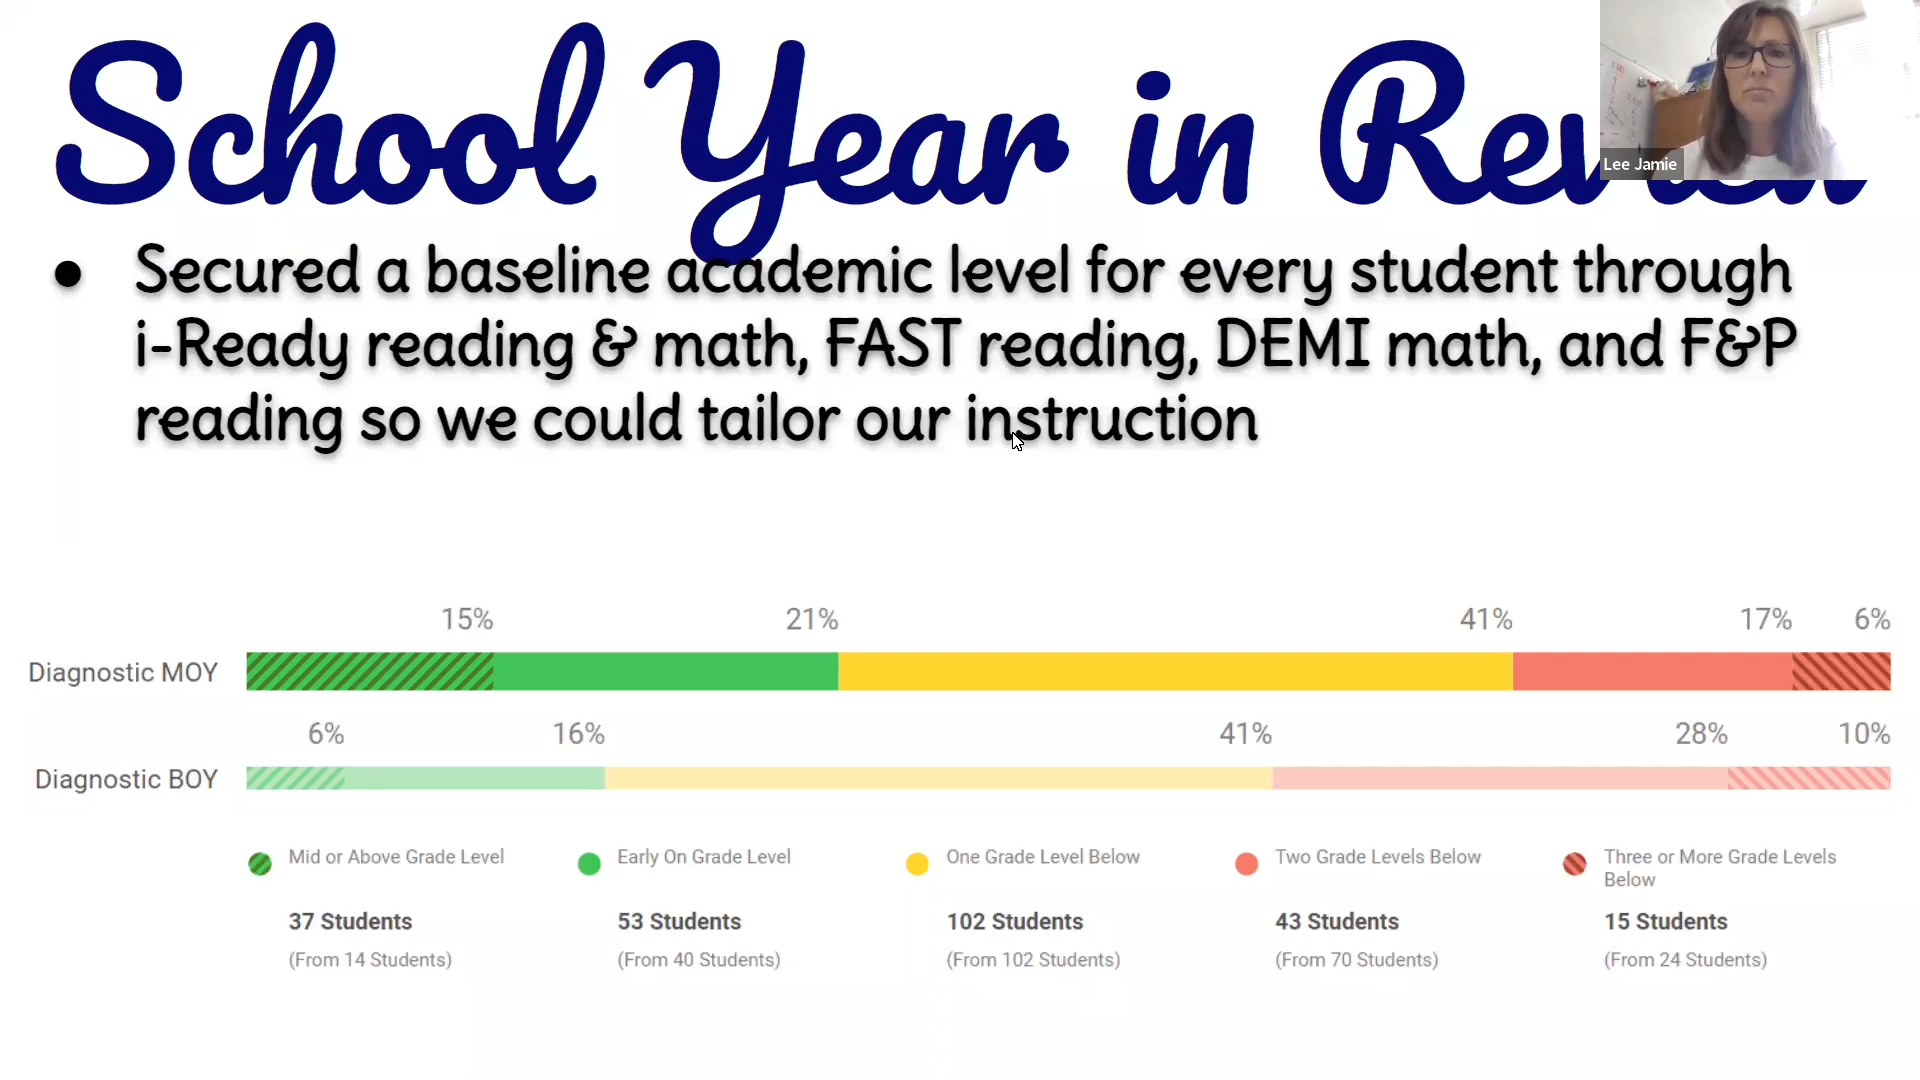 School Year in Review
Lee Jamie
• Secured a baseline academic level for every student through
i-Ready reading & math, FAST reading, DEMI math, and F&P
reading so we could tailor our instruction
15% 21% 41% 17% 6%
Diagnostic MOY
6% 16% 41% 28% 10%
Diagnostic BOY
Mid or Above Grade Level Early On Grade Level One Grade Level Below Two Grade Levels Below Three or More Grade Levels
Below
37 Students 53 Students 102 Students 43 Students 15 Students
(From 14 Students) (From 40 Students) (From 102 Students) (From 70 Students) (From 24 Students)